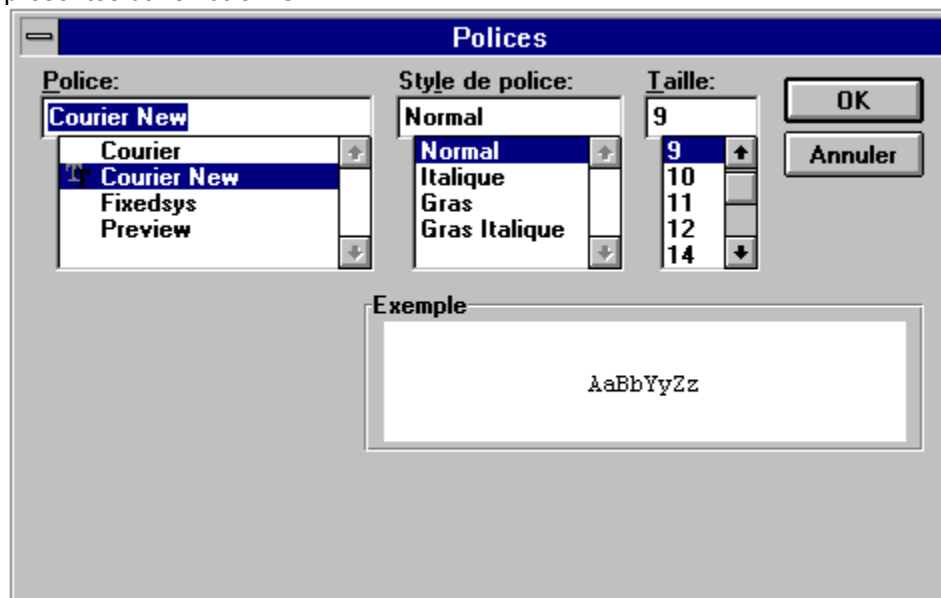 Polices
Police:
Style de police:
Taille:
Courier New
Normal
9
OK
Annuler
Courier
Courier New
Fixedsys
Preview
Normal
Italique
Gras
Gras Italique
9
10
11
12
14
Exemple
AaBbYyZz